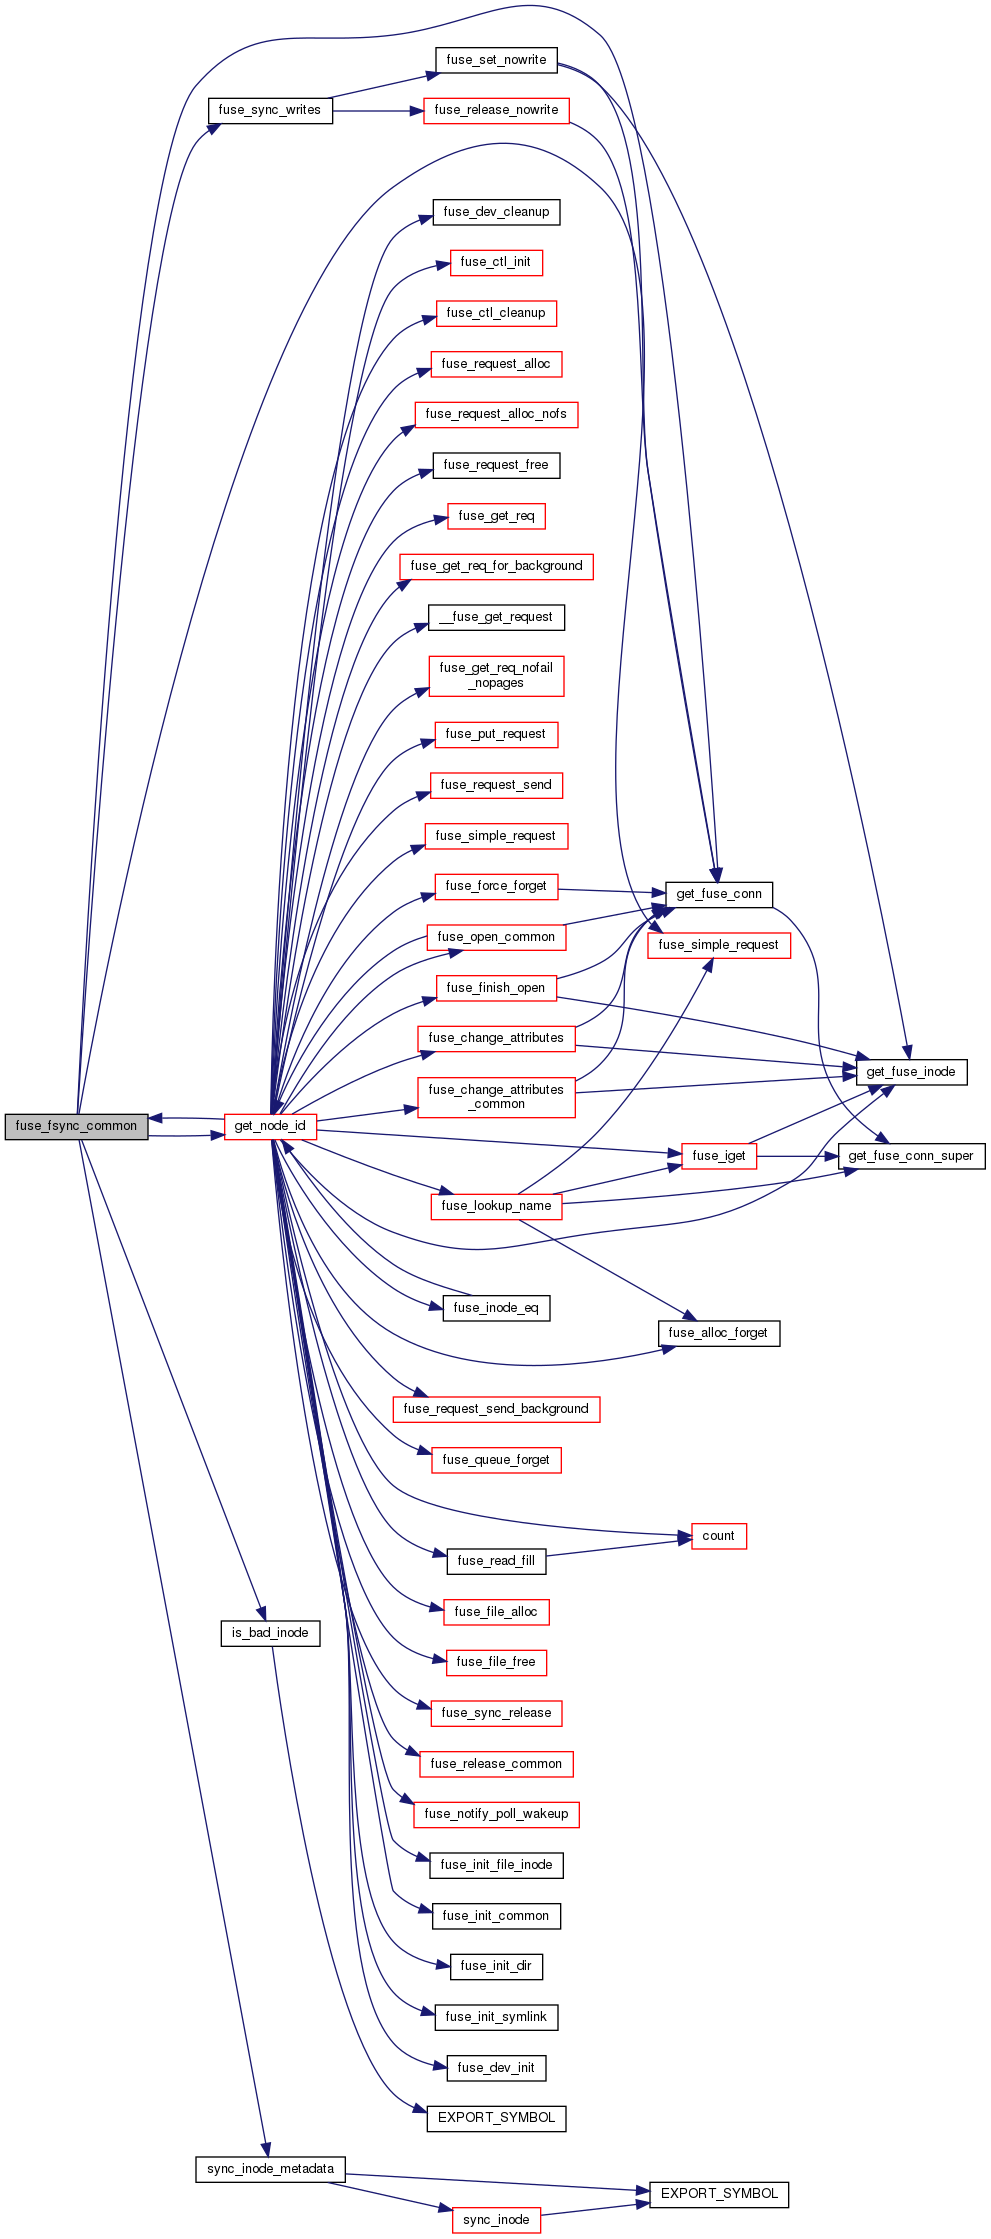 fuse_set_nowrite
fuse_sync_writes
fuse_release_nowrite
fuse_dev_cleanup
fuse_ctl_init
fuse_ctl_cleanup
fuse_request_alloc
fuse_request_alloc_nofs
fuse_request_free
fuse_get_req
fuse_get_req_for_background
__fuse_get_request
fuse_get_req_nofail
_nopages
fuse_put_request
fuse_request_send
fuse_simple_request
fuse_force_forget
get_fuse_conn
fuse_open_common
fuse_simple_request
fuse_finish_open
fuse_change_attributes
get_fuse_inode
fuse_change_attributes
_common
fuse_fsync_common
get_node_id
fuse_iget
get_fuse_conn_super
fuse_lookup_name
fuse_inode_eq
fuse_alloc_forget
fuse_request_send_background
fuse_queue_forget
count
fuse_read_fill
fuse_file_alloc
is_bad_inode
fuse_file_free
fuse_sync_release
fuse_release_common
fuse_notify_poll_wakeup
fuse_init_file_inode
fuse_init_common
fuse_init_dir
fuse_init_symlink
fuse_dev_init
EXPORT_SYMBOL
sync_inode_metadata
EXPORT_SYMBOL
sync_inode